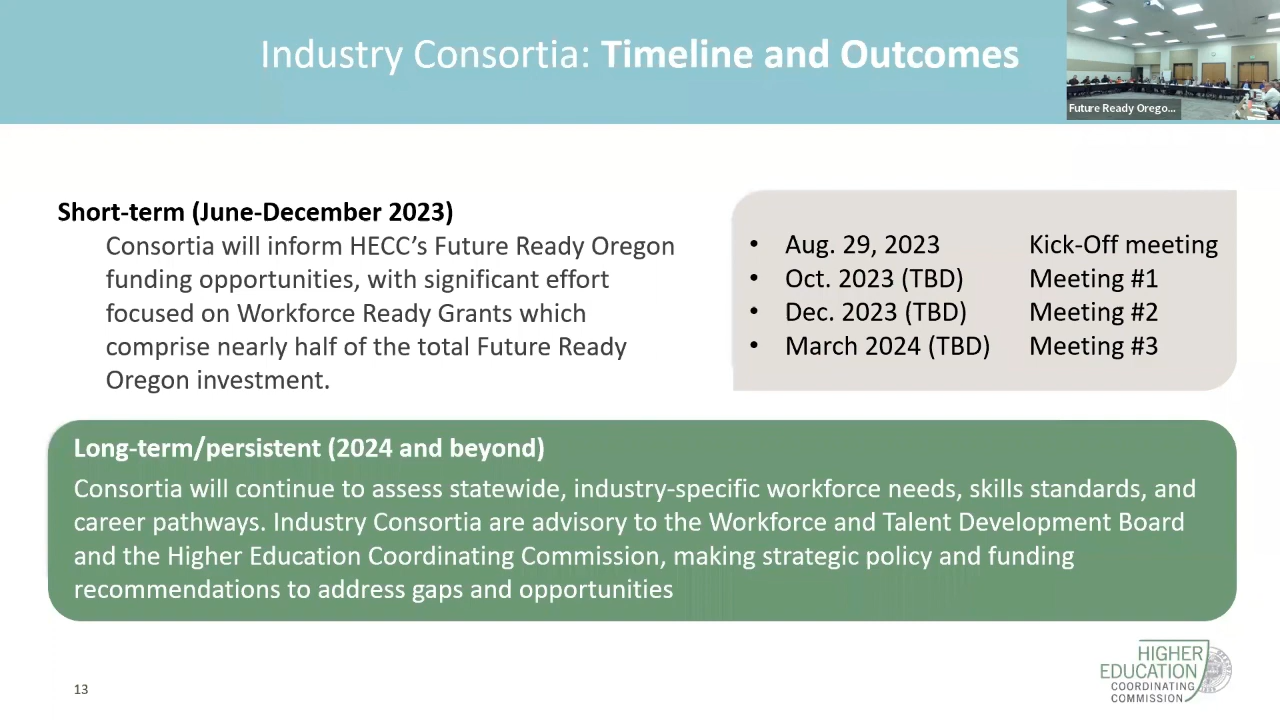 Industry Consortia: Timeline and Outcomes
Future Ready Orego...
Short-term (June-December 2023)
Consortia will inform HECC’s Future Ready Oregon
funding opportunities, with significant effort
focused on Workforce Ready Grants which
comprise nearly half of the total Future Ready
Oregon investment.
• Aug. 29, 2023 Kick-Off meeting
• Oct. 2023 (TBD) Meeting #1
• Dec. 2023 (TBD) Meeting #2
• March 2024 (TBD) Meeting #3
Long-term/persistent (2024 and beyond)
Consortia will continue to assess statewide, industry-specific workforce needs, skills standards, and
career pathways. Industry Consortia are advisory to the Workforce and Talent Development Board
and the Higher Education Coordinating Commission, making strategic policy and funding
recommendations to address gaps and opportunities
13
HIGHER
EDUCATION
COORDINATING
COMMISSION